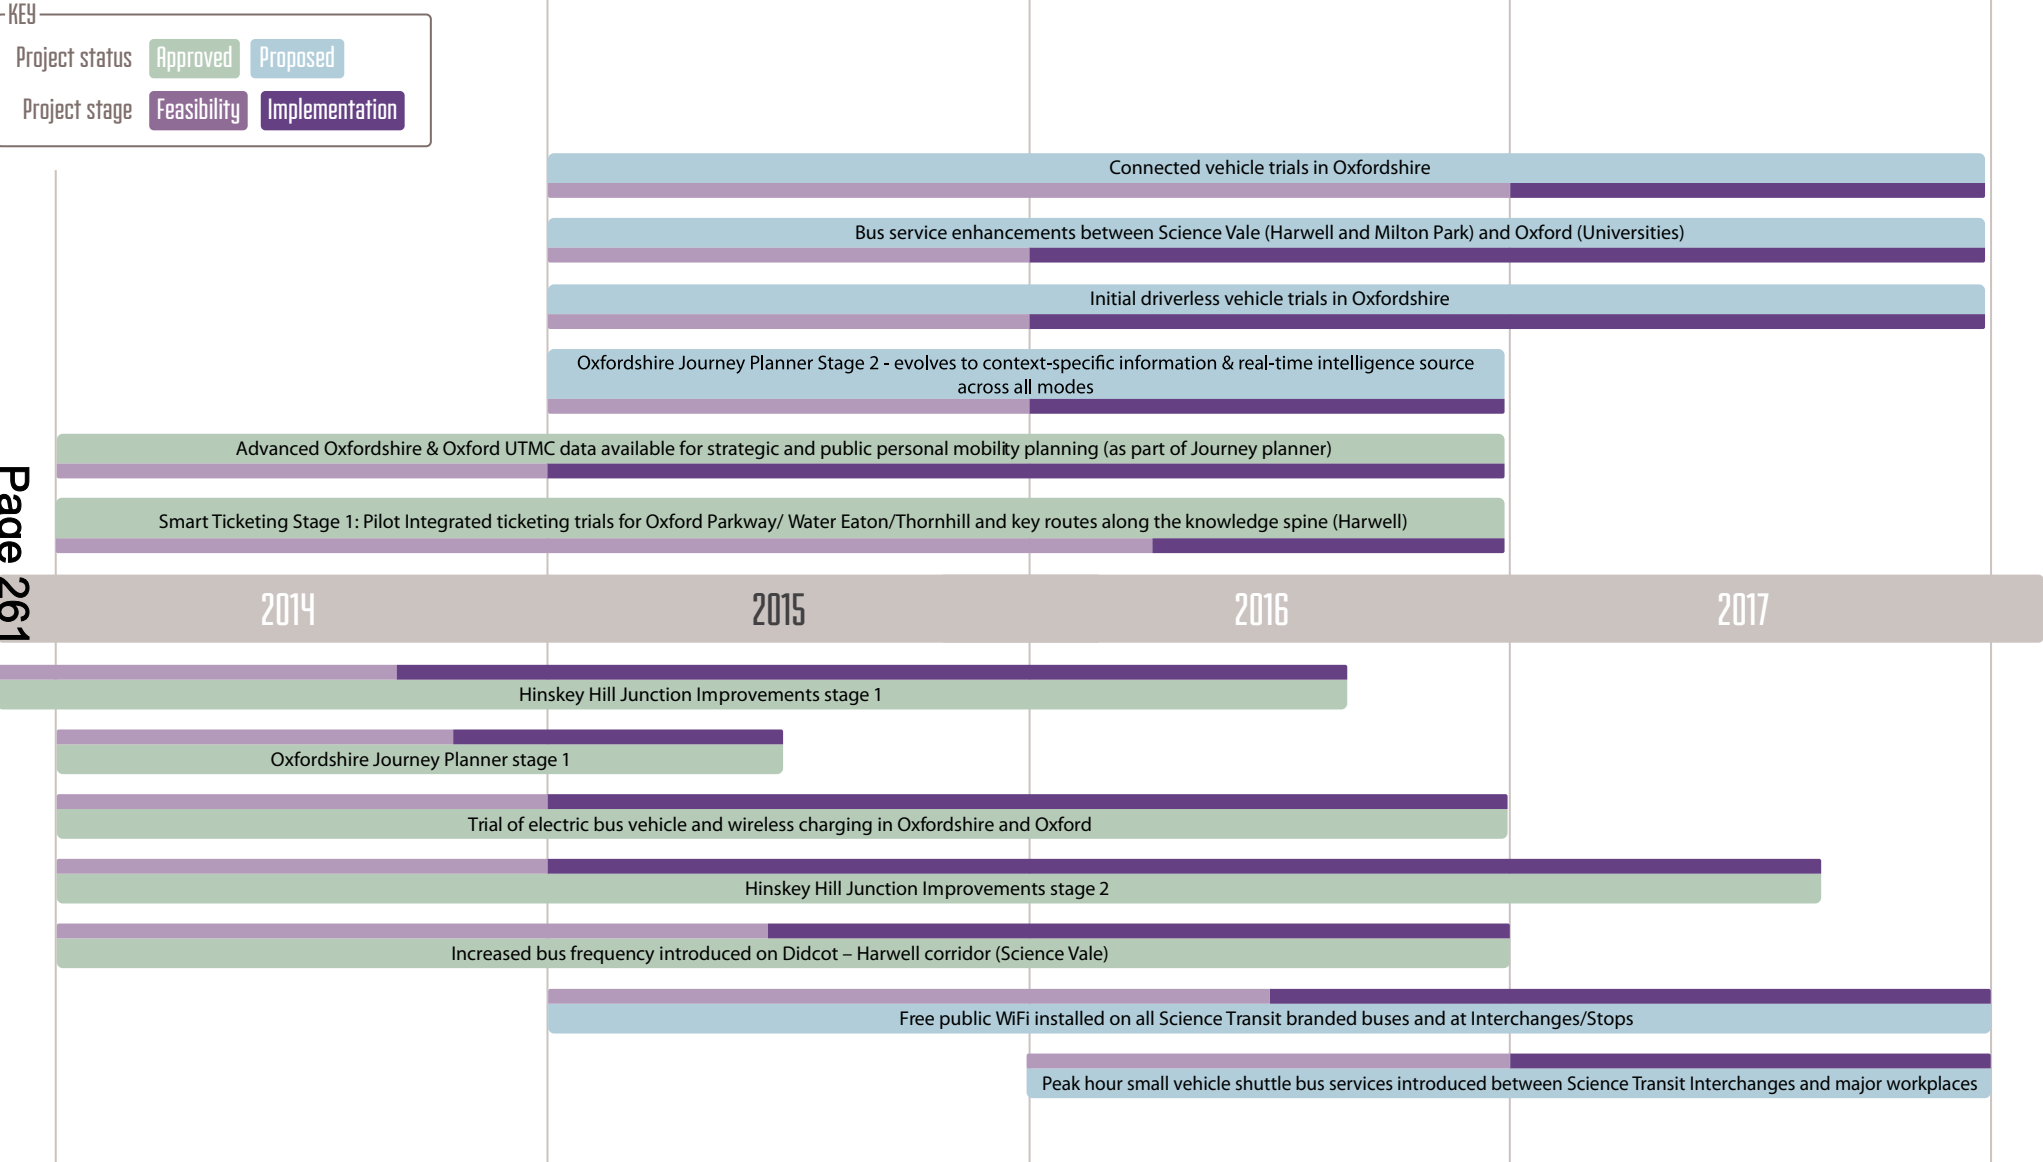 KEY
Project status Approved Proposed
Project stage Feasibility Implementation
Connected vehicle trials in Oxfordshire
Bus service enhancements between Science Vale (Harwell and Milton Park) and Oxford (Universities)
Initial driverless vehicle trials in Oxfordshire
Oxfordshire Journey Planner Stage 2 - evolves to context-specific information & real-time intelligence source
across all modes
Advanced Oxfordshire & Oxford UTMC data available for strategic and public personal mobility planning (as part of Journey planner)
Smart Ticketing Stage 1: Pilot Integrated ticketing trials for Oxford Parkway/ Water Eaton/Thornhill and key routes along the knowledge spine (Harwell)
Page 261
2014 2015 2016 2017
Hinskey Hill Junction Improvements stage 1
Oxfordshire Journey Planner stage 1
Trial of electric bus vehicle and wireless charging in Oxfordshire and Oxford
Hinskey Hill Junction Improvements stage 2
Increased bus frequency introduced on Didcot – Harwell corridor (Science Vale)
Free public WiFi installed on all Science Transit branded buses and at Interchanges/Stops
Peak hour small vehicle shuttle bus services introduced between Science Transit Interchanges and major workplaces